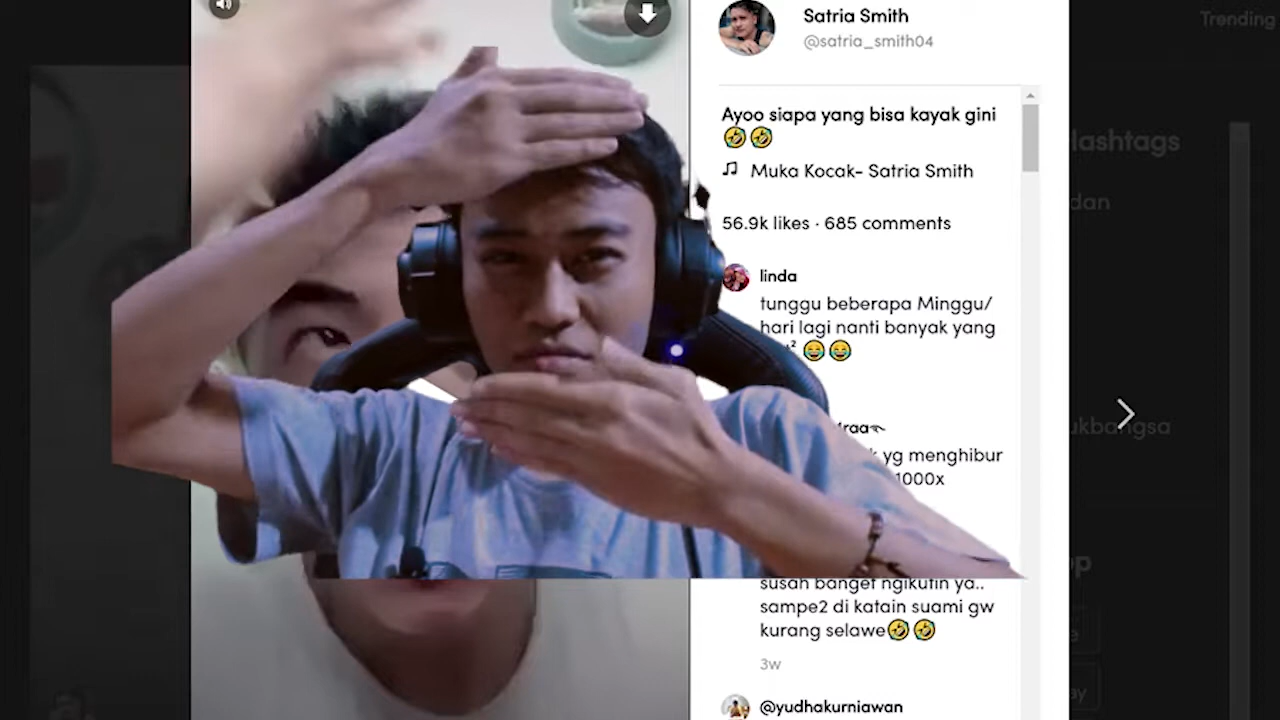 Trending
Satria Smith
@satria_smith04
Ayoo siapa yang bisa kayak gini
🤣🤣
Muka Kocak- Satria Smith
56.9k likes · 685 comments
linda
tunggu beberapa Minggu/
hari lagi nanti banyak yang
😂😂
yg menghibur
1000x
susah banget ngikutin ya..
sampe2 di katain suami gw
kurang selawe🤣🤣
3w
@yudhakurniawan